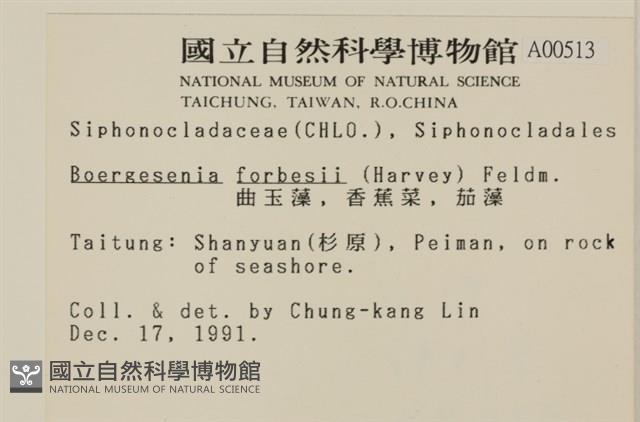 國立自然科學博物館 A00513
NATIONAL MUSEUM OF NATURAL SCIENCE
TAICHUNG, TAIWAN, R.O.CHINA
Siphonocladaceae(CHLO.), Siphonocladales
Boergesenia forbesii (Harvey) Feldm.
曲玉藻, 香蕉菜, 茄藻
Taitung: Shanyuan(杉原), Peiman, on rock
of seashore.
Coll. & det. by Chung-kang Lin
Dec. 17, 1991.
國立自然科學博物館
NATIONAL MUSEUM OF NATURAL SCIENCE